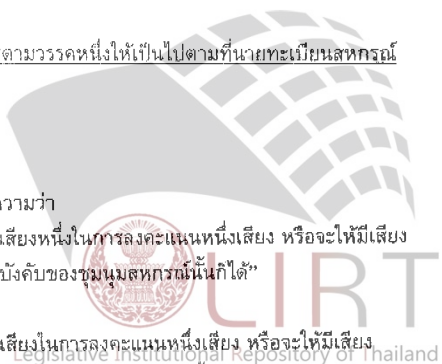 ตามวรรคหนึ่งให้เป็นไปตามที่นายทะเบียนสหกรณ์
ความว่า
เสียงหนึ่งในการลงคะแนนหนึ่งเสียง หรือจะให้มีเสียง
บังคับของชุมนุมสหกรณ์นั้นก็ได้”
LIRT
เสียงในการลงคะแนนหนึ่งเสียง หรือจะให้มีเสียง
Legislative Institutional Repository of Thailand